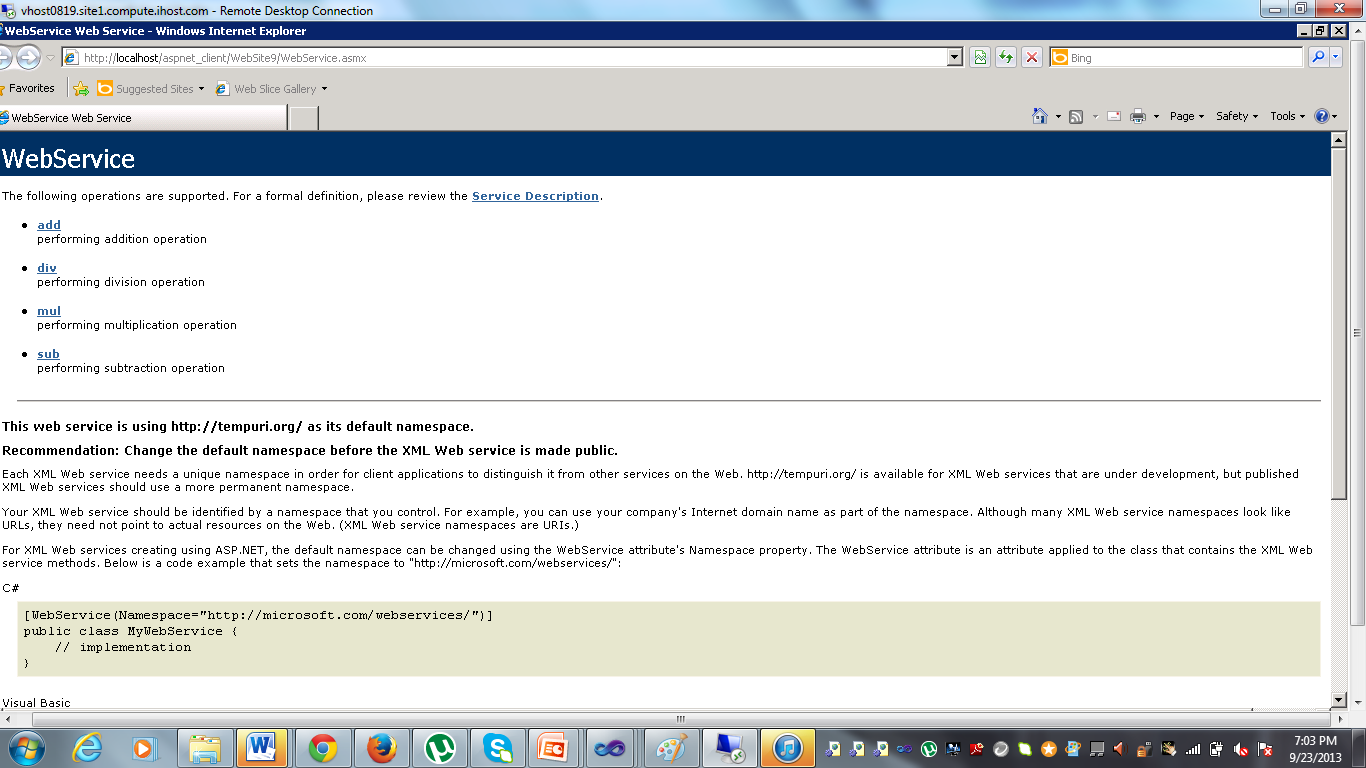 vhost0819.site1.compute.ihost.com - Remote Desktop Connection
WebService Web Service - Windows Internet Explorer
http://localhost/aspnet_client/WebSite9/WebService.asmx
Bing
Favorites
Suggested Sites
Web Slice Gallery
WebService Web Service
Page
Safety
Tools
WebService
The following operations are supported. For a formal definition, please review the Service Description.
add
performing addition operation
div
performing division operation
mul
performing multiplication operation
sub
performing subtraction operation
This web service is using http://tempuri.org/ as its default namespace.
Recommendation: Change the default namespace before the XML Web service is made public.
Each XML Web service needs a unique namespace in order for client applications to distinguish it from other services on the Web. http://tempuri.org/ is available for XML Web services that are under development, but published
XML Web services should use a more permanent namespace.
Your XML Web service should be identified by a namespace that you control. For example, you can use your company's Internet domain name as part of the namespace. Although many XML Web service namespaces look like
URLs, they need not point to actual resources on the Web. (XML Web service namespaces are URIs.)
For XML Web services creating using ASP.NET, the default namespace can be changed using the WebService attribute's Namespace property. The WebService attribute is an attribute applied to the class that contains the XML Web
service methods. Below is a code example that sets the namespace to "http://microsoft.com/webservices/":
C#
[WebService(Namespace="http://microsoft.com/webservices/")]
public class MyWebService {
// implementation
}
Visual Basic
7:03 PM
9/23/2013